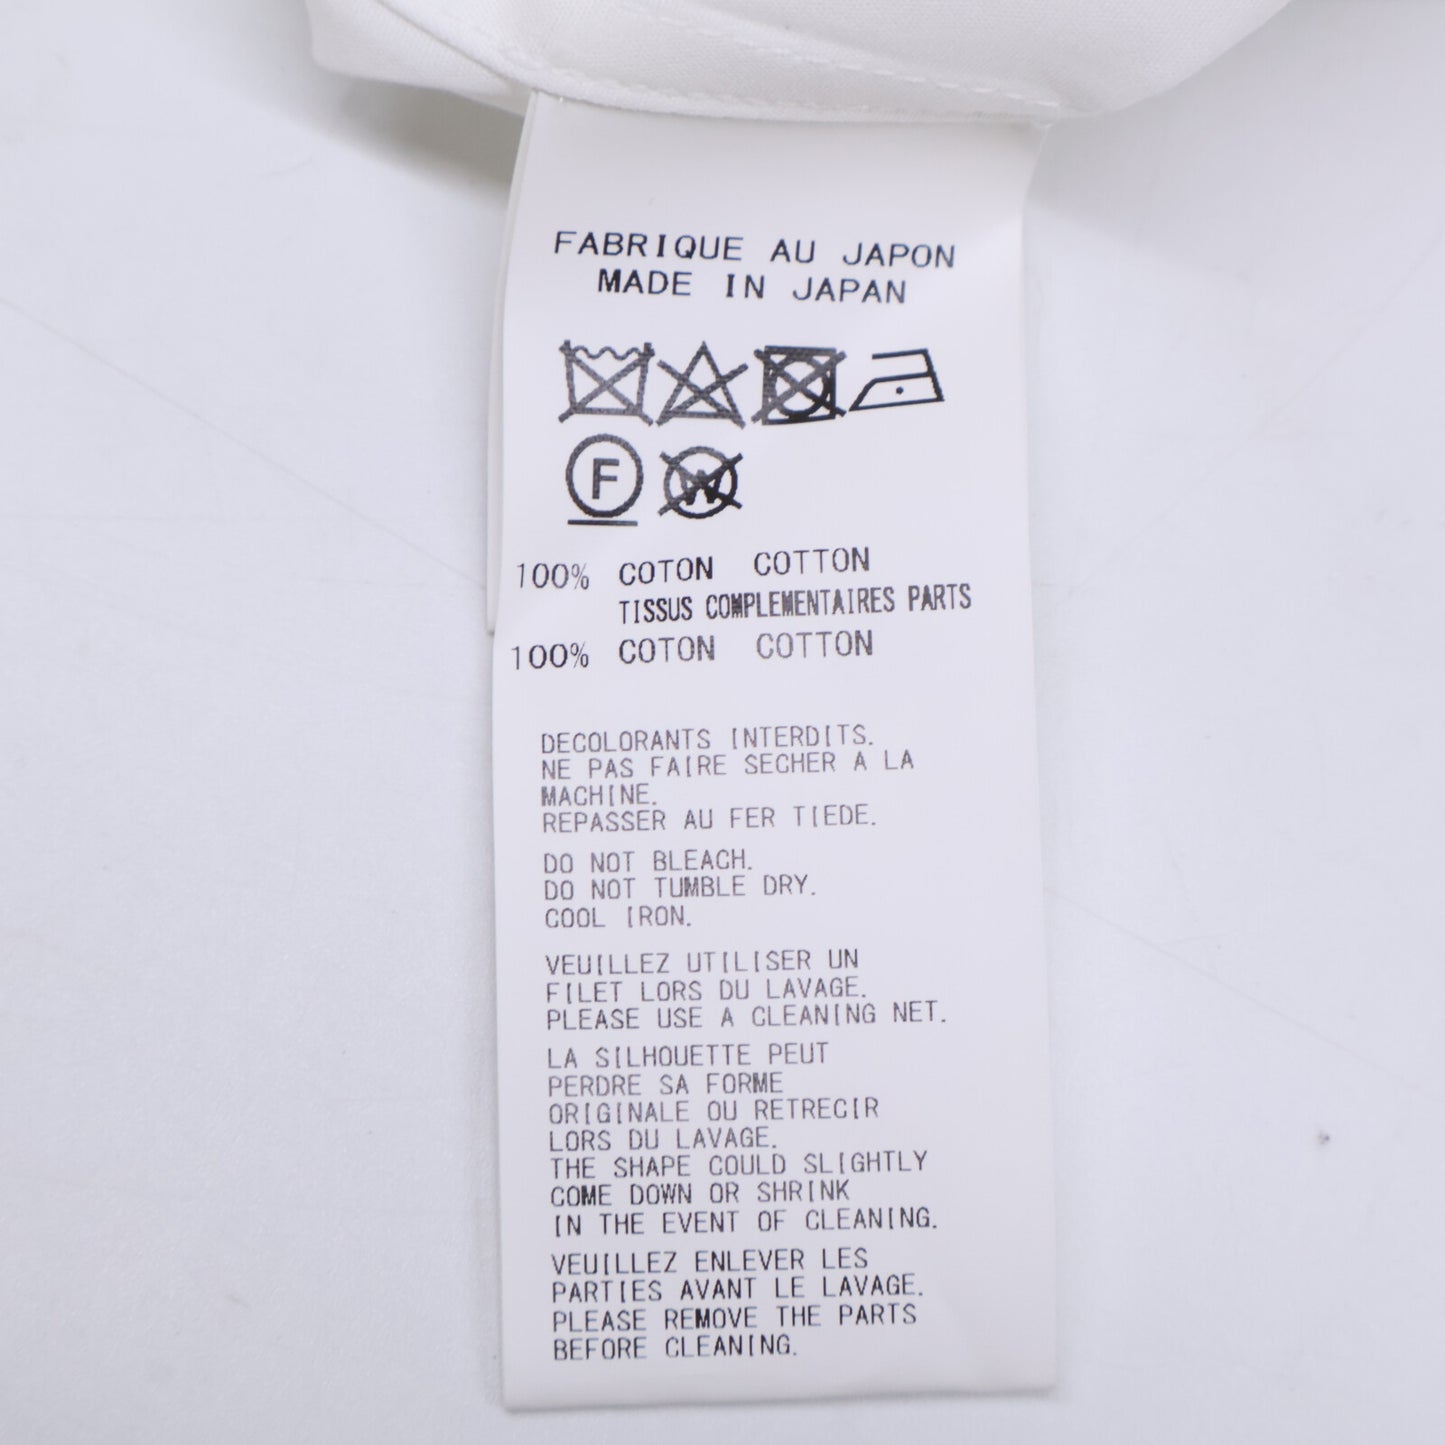 FABRIQUE AU JAPON
MADE IN JAPAN
F W
100% COTON COTTON
TISSUS COMPLEMENTAIRES PARTS
100% COTON COTTON
DECOLORANTS INTERDITS.
NE PAS FAIRE SECHER A LA
MACHINE.
REPASSER AU FER TIEDE.
DO NOT BLEACH.
DO NOT TUMBLE DRY.
COOL IRON.
VEUILLEZ UTILISER UN
FILET LORS DU LAVAGE.
PLEASE USE A CLEANING NET.
LA SILHOUETTE PEUT
PERDRE SA FORME
ORIGINALE OU RETRECIR
LORS DU LAVAGE.
THE SHAPE COULD SLIGHTLY
COME DOWN OR SHRINK
IN THE EVENT OF CLEANING.
VEUILLEZ ENLEVER LES
PARTIES AVANT LE LAVAGE.
PLEASE REMOVE THE PARTS
BEFORE CLEANING.